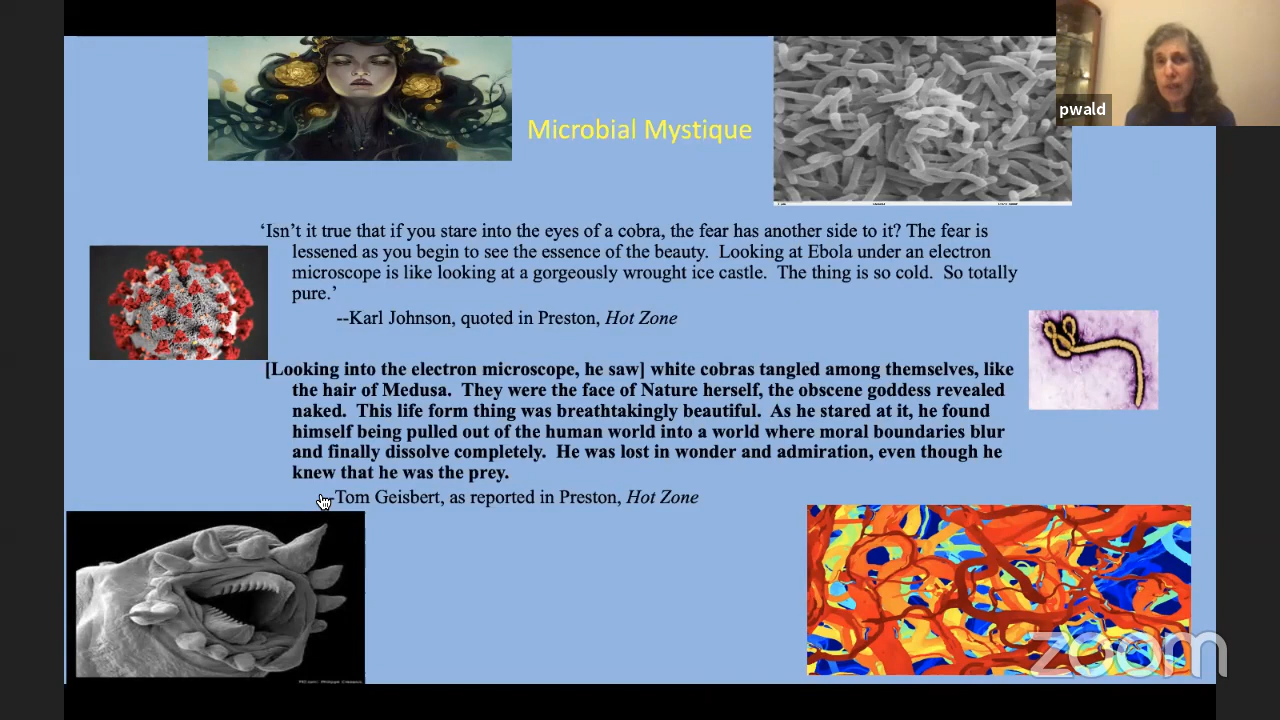 pwald
Microbial Mystique
‘Isn’t it true that if you stare into the eyes of a cobra, the fear has another side to it? The fear is
lessened as you begin to see the essence of the beauty. Looking at Ebola under an electron
microscope is like looking at a gorgeously wrought ice castle. The thing is so cold. So totally
pure.’
--Karl Johnson, quoted in Preston, Hot Zone
[Looking into the electron microscope, he saw] white cobras tangled among themselves, like
the hair of Medusa. They were the face of Nature herself, the obscene goddess revealed
naked. This life form thing was breathtakingly beautiful. As he stared at it, he found
himself being pulled out of the human world into a world where moral boundaries blur
and finally dissolve completely. He was lost in wonder and admiration, even though he
knew that he was the prey.
-Tom Geisbert, as reported in Preston, Hot Zone
zoom